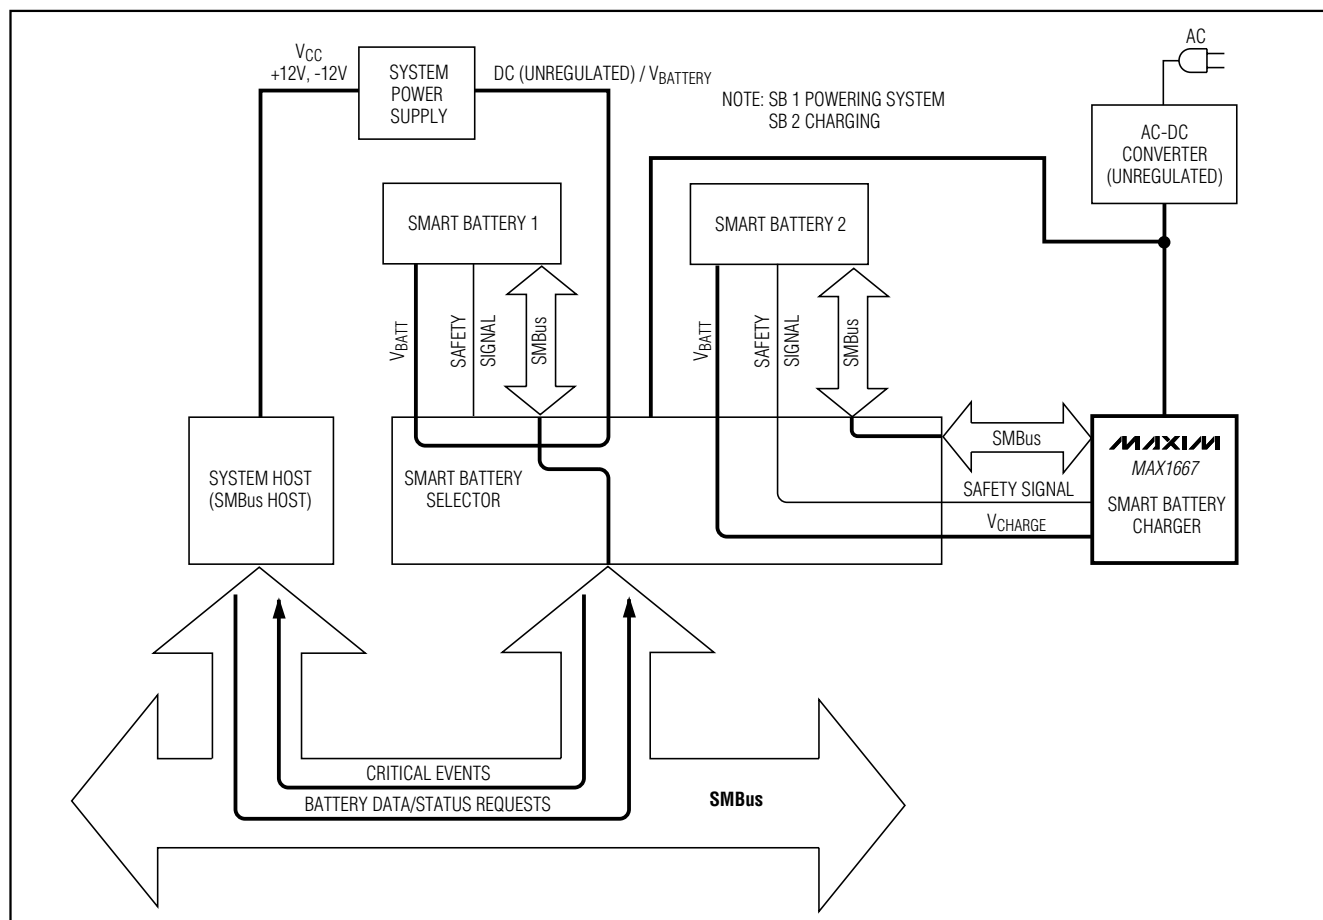 AC
VCC
+12V, -12V
SYSTEM
POWER
SUPPLY
DC (UNREGULATED) / VBATTERY
NOTE: SB 1 POWERING SYSTEM
SB 2 CHARGING
AC-DC
CONVERTER
(UNREGULATED)
SMART BATTERY 1
SMART BATTERY 2
VBATT
SAFETY
SIGNAL
SMBus
VBATT
SAFETY
SIGNAL
SMBus
SYSTEM HOST
(SMBus HOST)
SMART BATTERY
SELECTOR
SMBus
SAFETY SIGNAL
VCHARGE
MAXIM
MAX1667
SMART BATTERY
CHARGER
CRITICAL EVENTS
BATTERY DATA/STATUS REQUESTS
SMBus